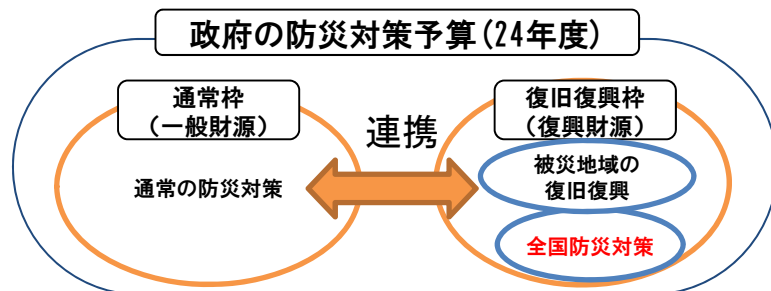 政府の防災対策予算(24年度)
通常枠
(一般財源)
復旧復興枠
(復興財源)
連携
通常の防災対策
被災地域の
復旧復興
全国防災対策